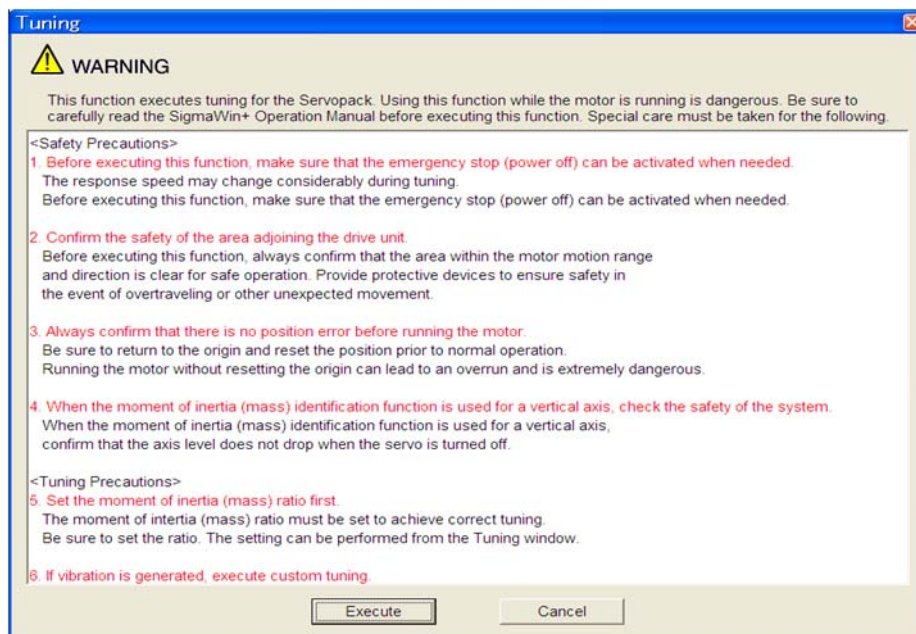 Tuning
WARNING
This function executes tuning for the Servopack. Using this function while the motor is running is dangerous. Be sure to
carefully read the SigmaWin+ Operation Manual before executing this function. Special care must be taken for the following.
<Safety Precautions>
1. Before executing this function, make sure that the emergency stop (power off) can be activated when needed.
The response speed may change considerably during tuning.
Before executing this function, make sure that the emergency stop (power off) can be activated when needed.
2. Confirm the safety of the area adjoining the drive unit.
Before executing this function, always confirm that the area within the motor motion range
and direction is clear for safe operation. Provide protective devices to ensure safety in
the event of overtraveling or other unexpected movement.
3. Always confirm that there is no position error before running the motor.
Be sure to return to the origin and reset the position prior to normal operation.
Running the motor without resetting the origin can lead to an overrun and is extremely dangerous.
4. When the moment of inertia (mass) identification function is used for a vertical axis, check the safety of the system.
When the moment of inertia (mass) identification function is used for a vertical axis,
confirm that the axis level does not drop when the servo is turned off.
<Tuning Precautions>
5. Set the moment of inertia (mass) ratio first.
The moment of intertia (mass) ratio must be set to achieve correct tuning.
Be sure to set the ratio. The setting can be performed from the Tuning window.
6. If vibration is generated, execute custom tuning.
Execute
Cancel